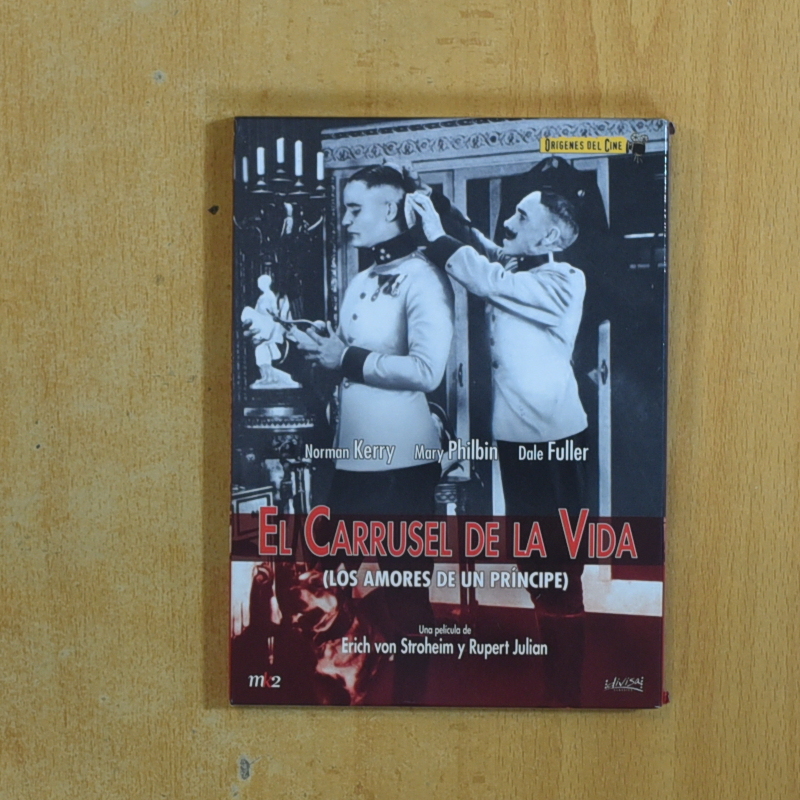 ORÍGENES DEL CINE
Norman Kerry Mary Philbin Dale Fuller
EL CARRUSEL DE LA VIDA
(LOS AMORES DE UN PRÍNCIPE)
Una película de
Erich von Stroheim y Rupert Julian
mk2
divisa